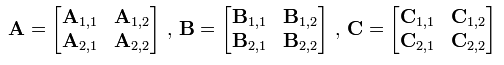 A = [A1,1 A1,2 , B = [B1,1 B1,2 , C = [C1,1 C1,2
A2,1 A2,2] B2,1 B2,2] C2,1 C2,2]